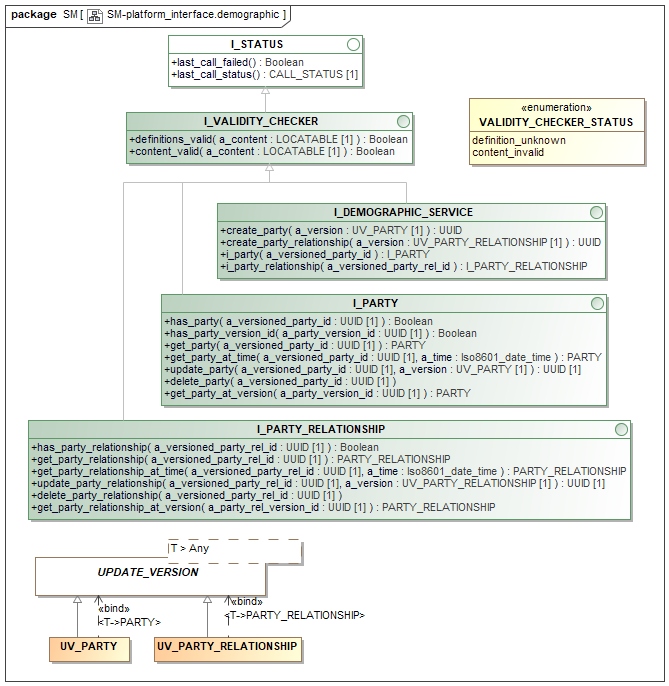 package SM [ SM-platform_interface.demographic ]
I_STATUS
+last_call_failed() : Boolean
+last_call_status() : CALL_STATUS [1]
I_VALIDITY_CHECKER
+definitions_valid( a_content : LOCATABLE [1] ) : Boolean
+content_valid( a_content : LOCATABLE [1] ) : Boolean
«enumeration»
VALIDITY_CHECKER_STATUS
definition_unknown
content_invalid
I_DEMOGRAPHIC_SERVICE
+create_party( a_version : UV_PARTY [1] ) : UUID
+create_party_relationship( a_version : UV_PARTY_RELATIONSHIP [1] ) : UUID
+i_party( a_versioned_party_id ) : I_PARTY
+i_party_relationship( a_versioned_party_rel_id ) : I_PARTY_RELATIONSHIP
I_PARTY
+has_party( a_versioned_party_id : UUID [1] ) : Boolean
+has_party_version_id( a_party_version_id : UUID [1] ) : Boolean
+get_party( a_versioned_party_id : UUID [1] ) : PARTY
+get_party_at_time( a_versioned_party_id : UUID [1], a_time : Iso8601_date_time ) : PARTY
+update_party( a_versioned_party_id : UUID [1], a_version : UV_PARTY [1] ) : UUID [1]
+delete_party( a_versioned_party_id : UUID [1] )
+get_party_at_version( a_party_version_id : UUID [1] ) : PARTY
I_PARTY_RELATIONSHIP
+has_party_relationship( a_versioned_party_rel_id : UUID [1] ) : Boolean
+get_party_relationship( a_versioned_party_rel_id : UUID [1] ) : PARTY_RELATIONSHIP
+get_party_relationship_at_time( a_versioned_party_rel_id : UUID [1], a_time : Iso8601_date_time ) : PARTY_RELATIONSHIP
+update_party_relationship( a_versioned_party_rel_id : UUID [1], a_version : UV_PARTY_RELATIONSHIP [1] ) : UUID [1]
+delete_party_relationship( a_versioned_party_rel_id : UUID [1] )
+get_party_relationship_at_version( a_party_rel_version_id : UUID [1] ) : PARTY_RELATIONSHIP
T > Any
UPDATE_VERSION
«bind»
<T->PARTY>
«bind»
<T->PARTY_RELATIONSHIP>
UV_PARTY
UV_PARTY_RELATIONSHIP